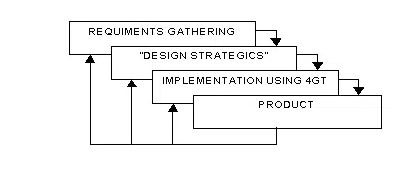 REQUIMENTS GATHERING
"DESIGN STRATEGICS"
IMPLEMENTATION USING 4GT
PRODUCT